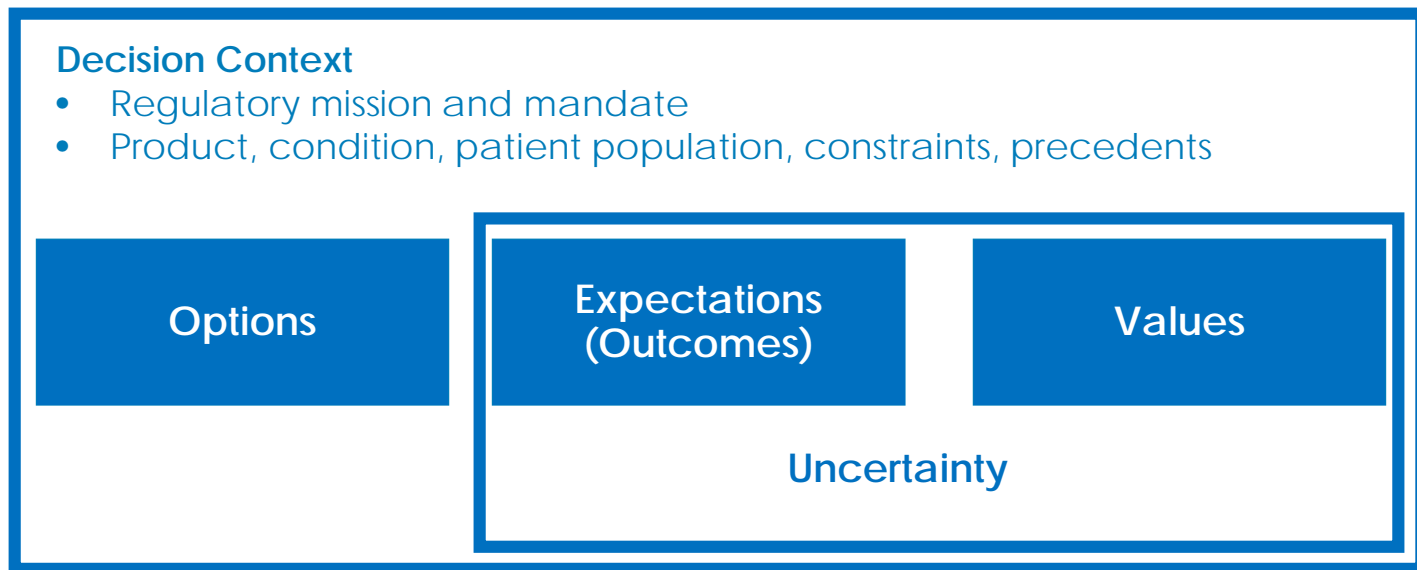 Decision Context
• Regulatory mission and mandate
• Product, condition, patient population, constraints, precedents
Options
Expectations
(Outcomes)
Values
Uncertainty